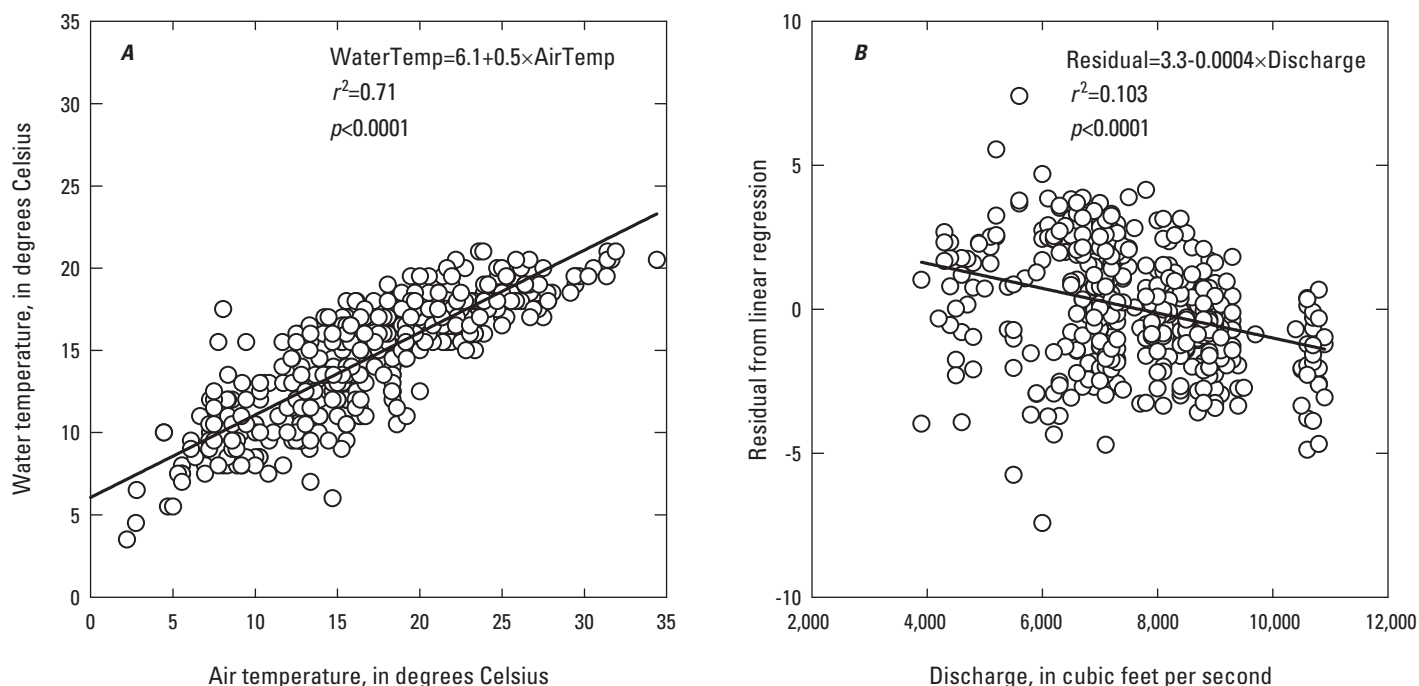 A
WaterTemp=6.1+0.5×AirTemp
r²=0.71
p<0.0001
35
30
25
20
15
10
5
0
0 5 10 15 20 25 30 35
Water temperature, in degrees Celsius
Air temperature, in degrees Celsius
B
Residual=3.3-0.0004×Discharge
r²=0.103
p<0.0001
10
5
0
-5
-10
2,000 4,000 6,000 8,000 10,000 12,000
Residual from linear regression
Discharge, in cubic feet per second